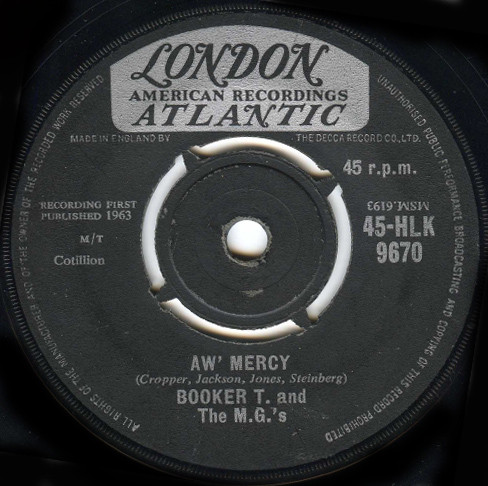 LONDON
AMERICAN RECORDINGS
ATLANTIC
MADE IN ENGLAND BY
THE DECCA RECORD CO., LTD.
45 r.p.m.
RECORDING FIRST
PUBLISHED 1963
M/T
Cotillion
MSM.6193
45-HLK
9670
AW' MERCY
(Cropper, Jackson, Jones, Steinberg)
BOOKER T. and
The M.G.'s
ALL RIGHTS OF THE MANUFACTURER AND OF THE OWNER OF THE RECORDED WORK RESERVED
UNAUTHORISED PUBLIC PERFORMANCE BROADCASTING AND COPYING OF THIS RECORD PROHIBITED